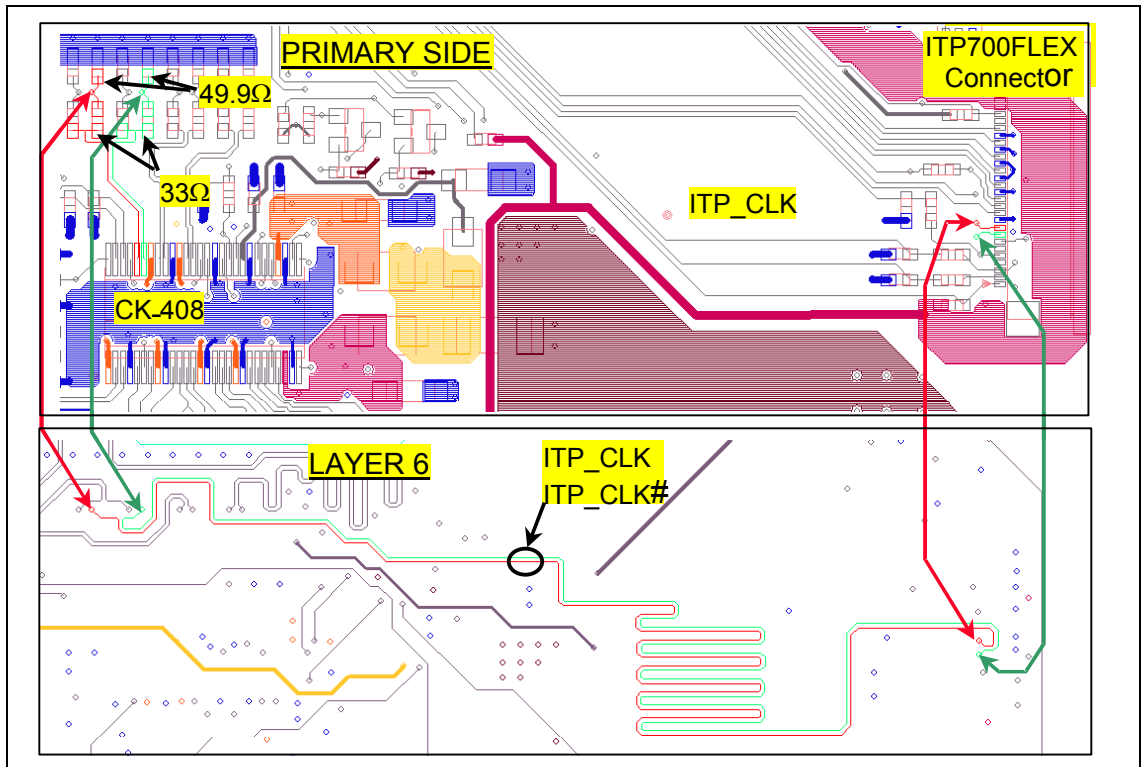 PRIMARY SIDE
ITP700FLEX
Connector
49.9Ω
33Ω
ITP_CLK
CK-408
LAYER 6
ITP_CLK
ITP_CLK#